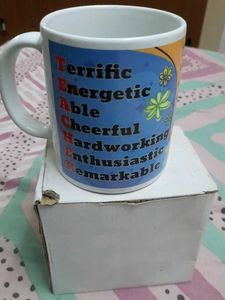 Terrific
Energetic
Able
Cheerful
Hardworking
Enthusiastic
Remarkable